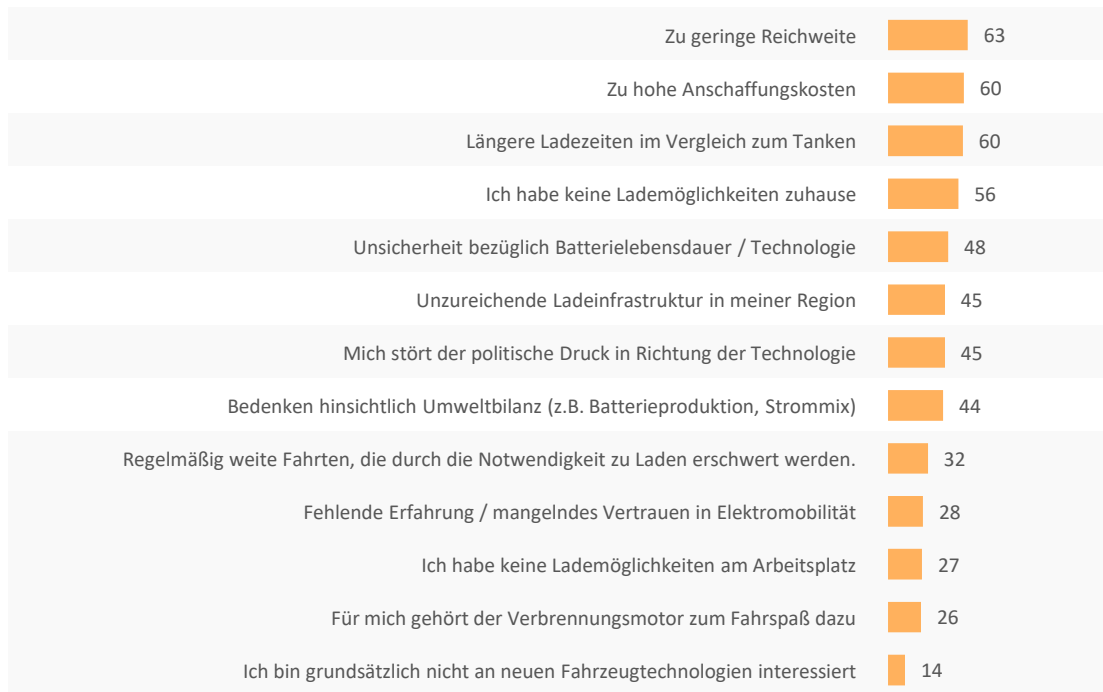 Zu geringe Reichweite 63
Zu hohe Anschaffungskosten 60
Längere Ladezeiten im Vergleich zum Tanken 60
Ich habe keine Lademöglichkeiten zuhause 56
Unsicherheit bezüglich Batterielebensdauer / Technologie 48
Unzureichende Ladeinfrastruktur in meiner Region 45
Mich stört der politische Druck in Richtung der Technologie 45
Bedenken hinsichtlich Umweltbilanz (z.B. Batterieproduktion, Strommix) 44
Regelmäßig weite Fahrten, die durch die Notwendigkeit zu Laden erschwert werden. 32
Fehlende Erfahrung / mangelndes Vertrauen in Elektromobilität 28
Ich habe keine Lademöglichkeiten am Arbeitsplatz 27
Für mich gehört der Verbrennungsmotor zum Fahrspaß dazu 26
Ich bin grundsätzlich nicht an neuen Fahrzeugtechnologien interessiert 14